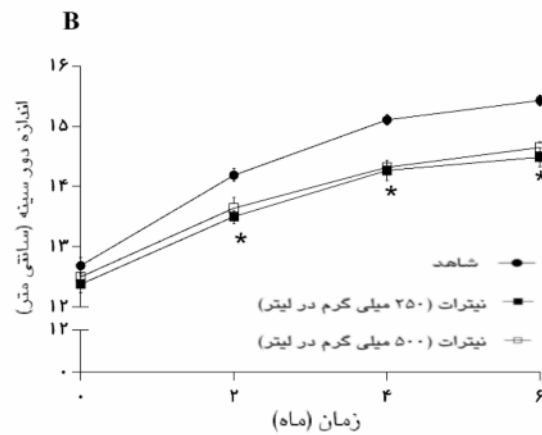 B
اندازه دور سینه (سانتی متر)
۱۶
۱۵
۱۴
۱۳
۱۲
۱۲
۰
* * *
شاهد
نیترات (۲۵۰ میلی گرم در لیتر)
نیترات (۵۰۰ میلی گرم در لیتر)
۰ ۲ ۴ ۶
زمان (ماه)